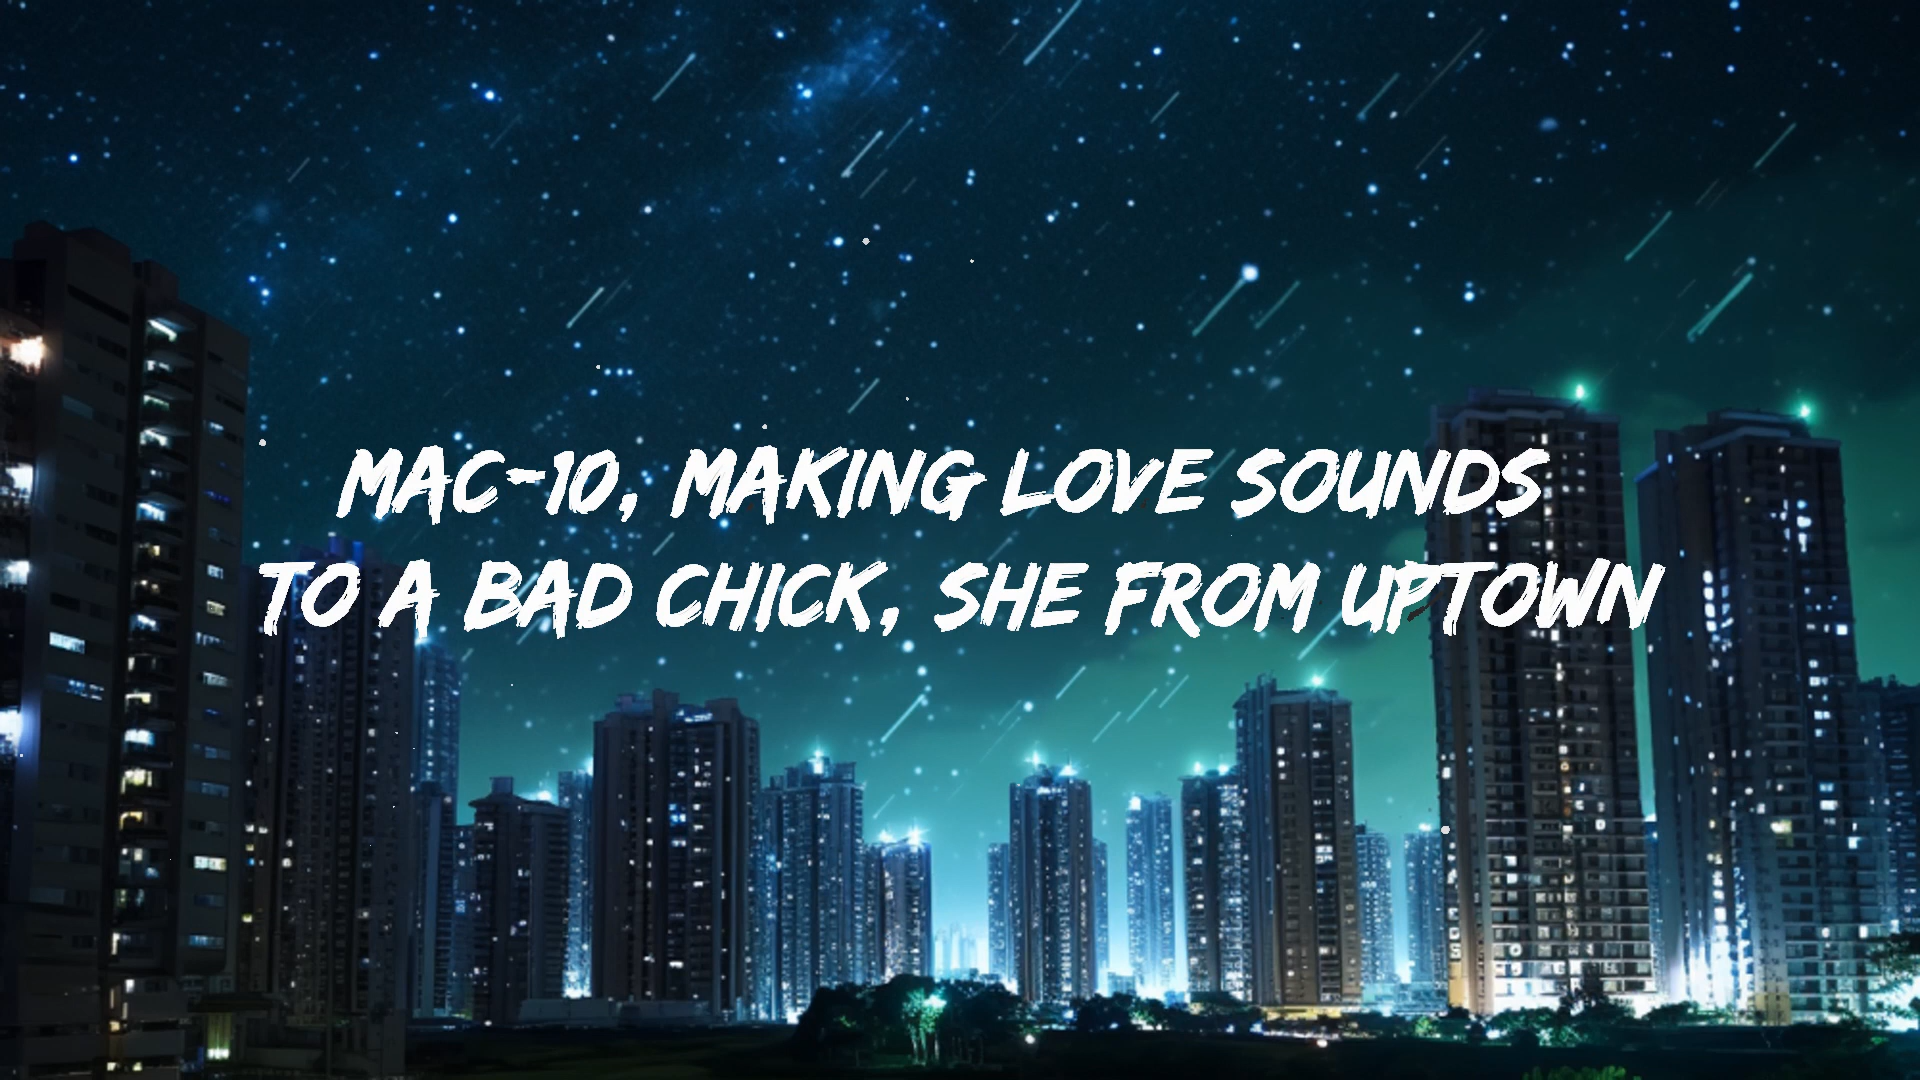 MAC-10, MAKING LOVE SOUNDS
TO A BAD CHICK, SHE FROM UPTOWN